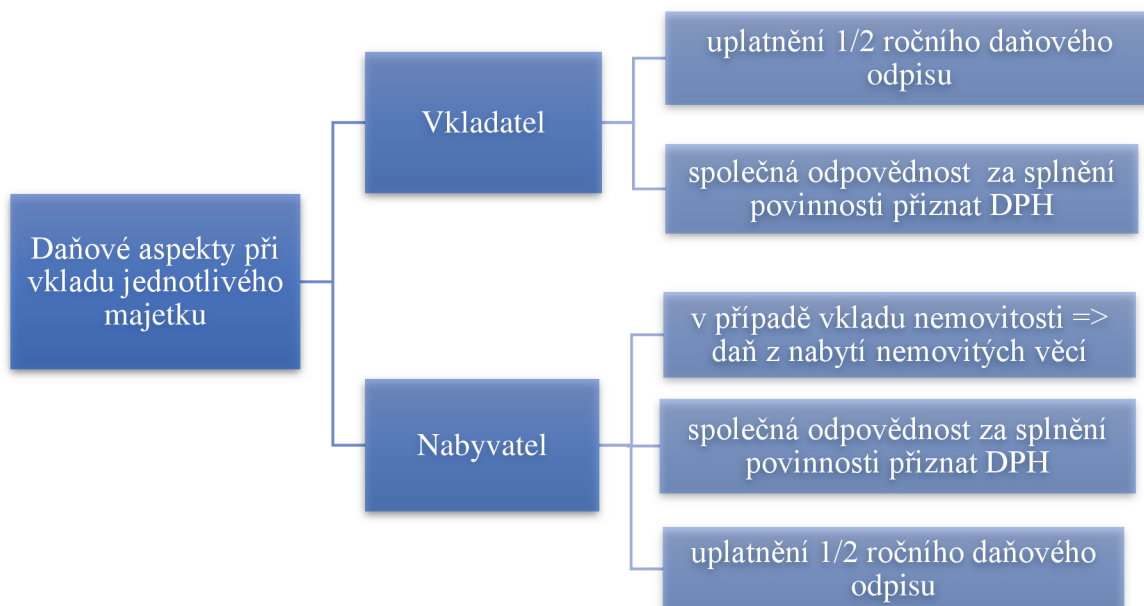 Daňové aspekty při
vkladu jednotlivého
majetku
Vkladatel
uplatnění 1/2 ročního daňového
odpisu
společná odpovědnost  za splnění
povinnosti přiznat DPH
Nabyvatel
v případě vkladu nemovitosti =>
daň z nabytí nemovitých věcí
společná odpovědnost za splnění
povinnosti přiznat DPH
uplatnění 1/2 ročního daňového
odpisu